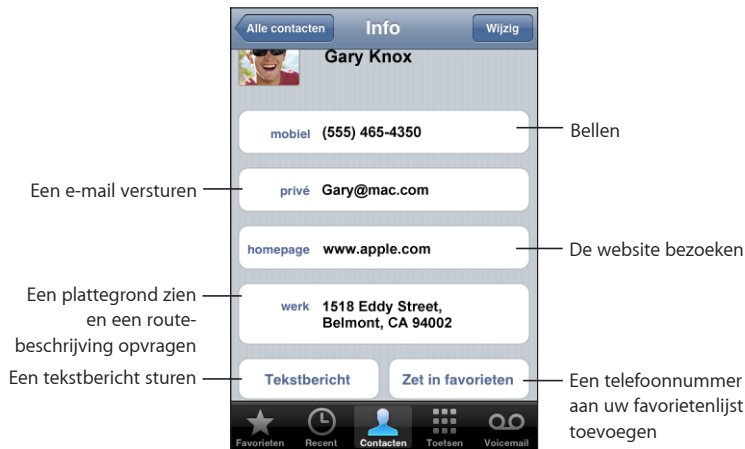 Alle contacten
Info
Wijzig
Gary Knox
mobiel (555) 465-4350
Bellen
Een e-mail versturen
privé Gary@mac.com
homepage www.apple.com
De website bezoeken
Een plattegrond zien
en een route-
beschrijving opvragen
werk 1518 Eddy Street,
Belmont, CA 94002
Een tekstbericht sturen
Tekstbericht
Zet in favorieten
Een telefoonnummer
aan uw favorietenlijst
toevoegen
Favorieten
Recent
Contacten
Toetsen
Voicemail